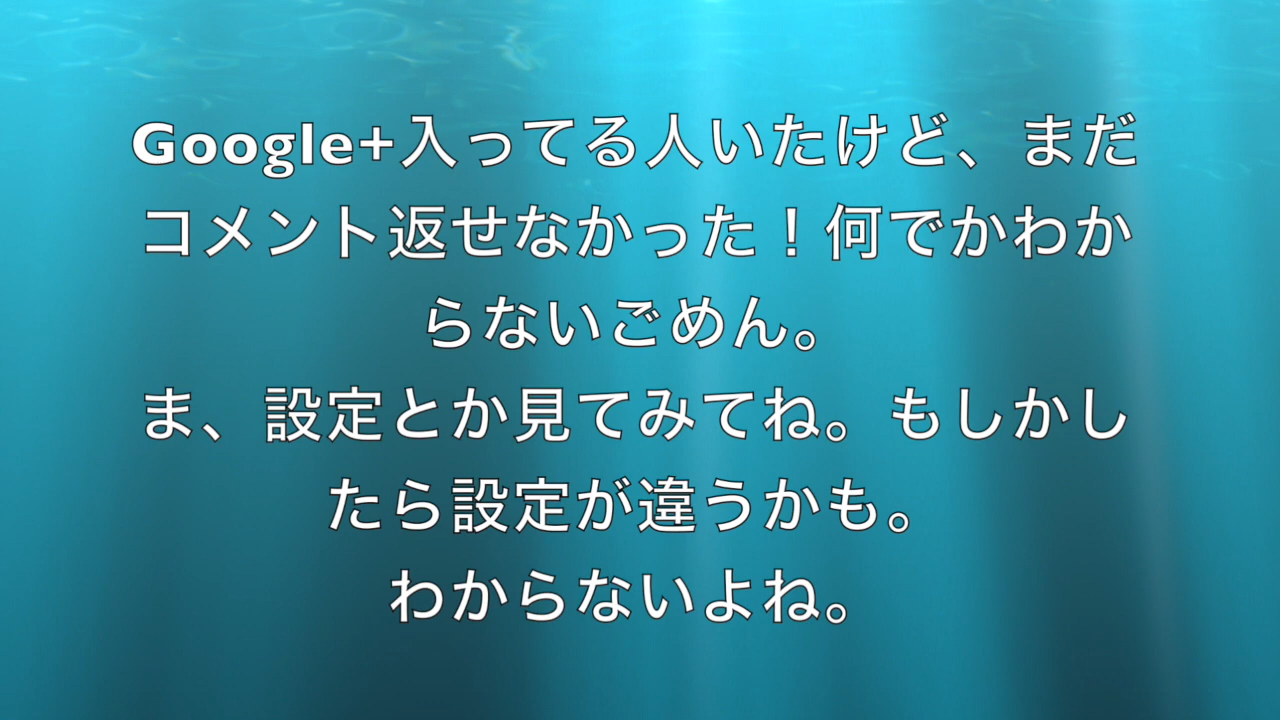 Google+入ってる人いたけど、まだ
コメント返せなかった！何でかわか
らないごめん。
ま、設定とか見てみてね。もしかし
たら設定が違うかも。
わからないよね。